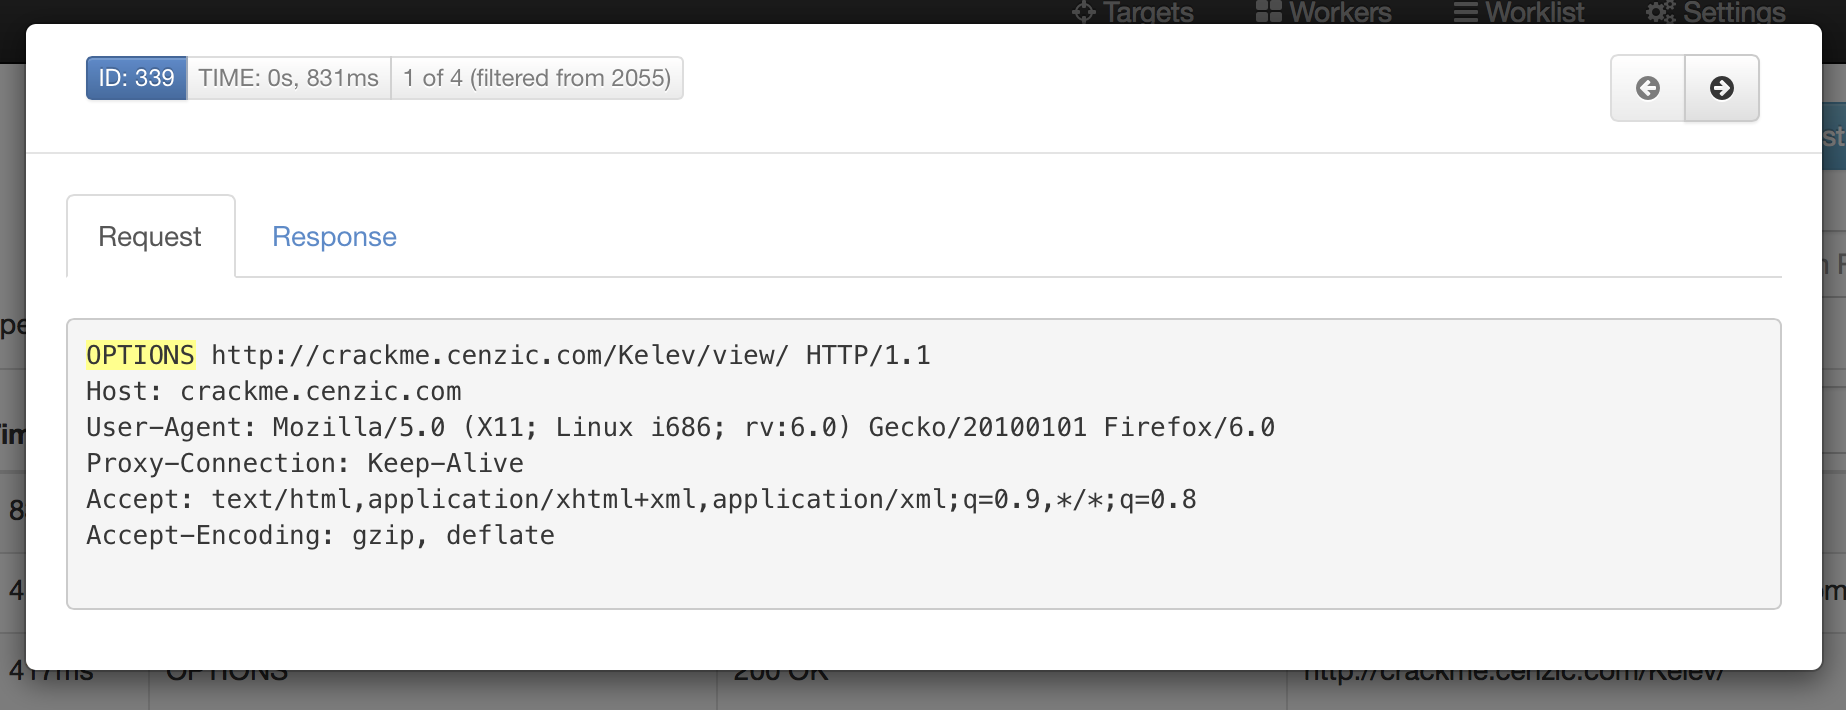 Targets Workers Worklist Settings
ID: 339 TIME: 0s, 831ms 1 of 4 (filtered from 2055)
st
Request Response
pe
OPTIONS http://crackme.cenzic.com/Kelev/view/ HTTP/1.1
Host: crackme.cenzic.com
User-Agent: Mozilla/5.0 (X11; Linux i686; rv:6.0) Gecko/20100101 Firefox/6.0
Proxy-Connection: Keep-Alive
Accept: text/html,application/xhtml+xml,application/xml;q=0.9,*/*;q=0.8
Accept-Encoding: gzip, deflate
417ms OPTIONS 200 OK http://crackme.cenzic.com/Kelev/